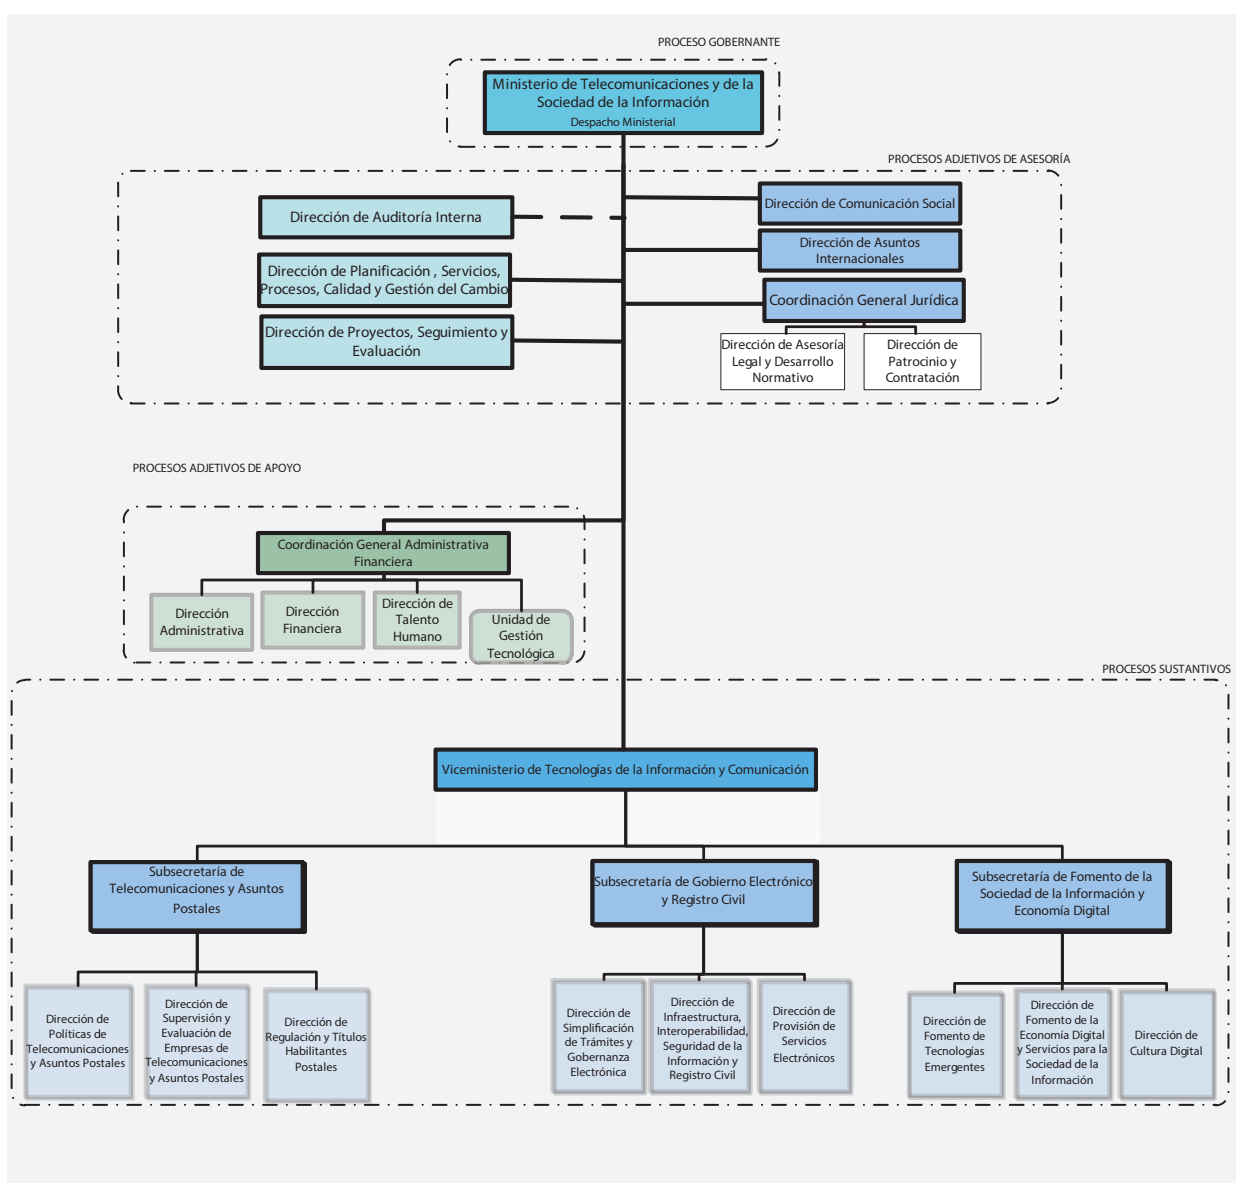 PROCESO GOBERNANTE
Ministerio de Telecomunicaciones y de la
Sociedad de la Información
Despacho Ministerial
PROCESOS ADJETIVOS DE ASESORÍA
Dirección de Auditoría Interna
Dirección de Planificación , Servicios,
Procesos, Calidad y Gestión del Cambio
Dirección de Proyectos, Seguimiento y
Evaluación
Dirección de Comunicación Social
Dirección de Asuntos
Internacionales
Coordinación General Jurídica
Dirección de Asesoría
Legal y Desarrollo
Normativo
Dirección de
Patrocinio y
Contratación
PROCESOS ADJETIVOS DE APOYO
Coordinación General Administrativa
Financiera
Dirección
Administrativa
Dirección
Financiera
Dirección de
Talento
Humano
Unidad de
Gestión
Tecnológica
PROCESOS SUSTANTIVOS
Viceministerio de Tecnologías de la Información y Comunicación
Subsecretaría de
Telecomunicaciones y Asuntos
Postales
Subsecretaría de Gobierno Electrónico
y Registro Civil
Subsecretaría de Fomento de la
Sociedad de la Información y
Economía Digital
Dirección de
Políticas de
Telecomunicaciones
y Asuntos Postales
Dirección de
Supervisión y
Evaluación de
Empresas de
Telecomunicaciones
y Asuntos Postales
Dirección de
Regulación y Títulos
Habilitantes
Postales
Dirección de
Simplificación
de Trámites y
Gobernanza
Electrónica
Dirección de
Infraestructura,
Interoperabilidad,
Seguridad de la
Información y
Registro Civil
Dirección de
Provisión de
Servicios
Electrónicos
Dirección de
Fomento de
Tecnologías
Emergentes
Dirección de
Fomento de la
Economía Digital
y Servicios para la
Sociedad de la
Información
Dirección de
Cultura Digital